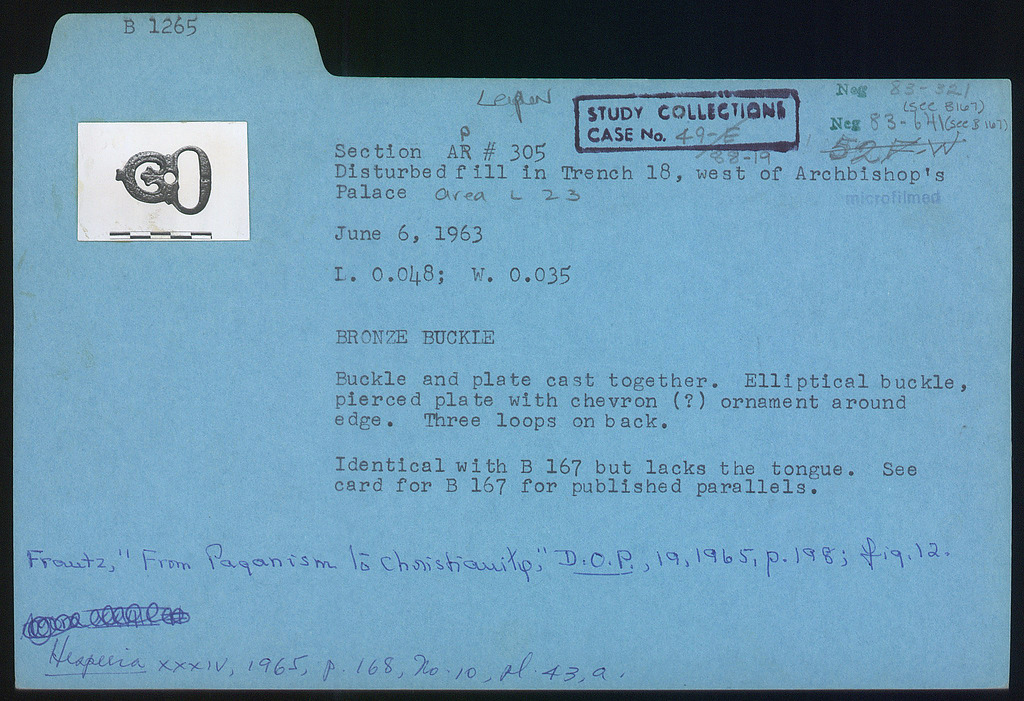 B 1265
Leipen
STUDY COLLECTIONS
CASE No. 49-E
88-19
Neg 83-321
(see B167)
Neg 83-641 (see B 167)
p
Section AR # 305
Disturbed fill in Trench 18, west of Archbishop's
Palace area L 23
microfilmed
June 6, 1963
L. 0.048; W. 0.035
BRONZE BUCKLE
Buckle and plate cast together. Elliptical buckle,
pierced plate with chevron (?) ornament around
edge. Three loops on back.
Identical with B 167 but lacks the tongue. See
card for B 167 for published parallels.
Frantz, "From Paganism to Christianity," D.O.P., 19, 1965, p. 198; fig. 12.
Hesperia XXXIV, 1965, p. 168, No. 10, pl. 43, a.